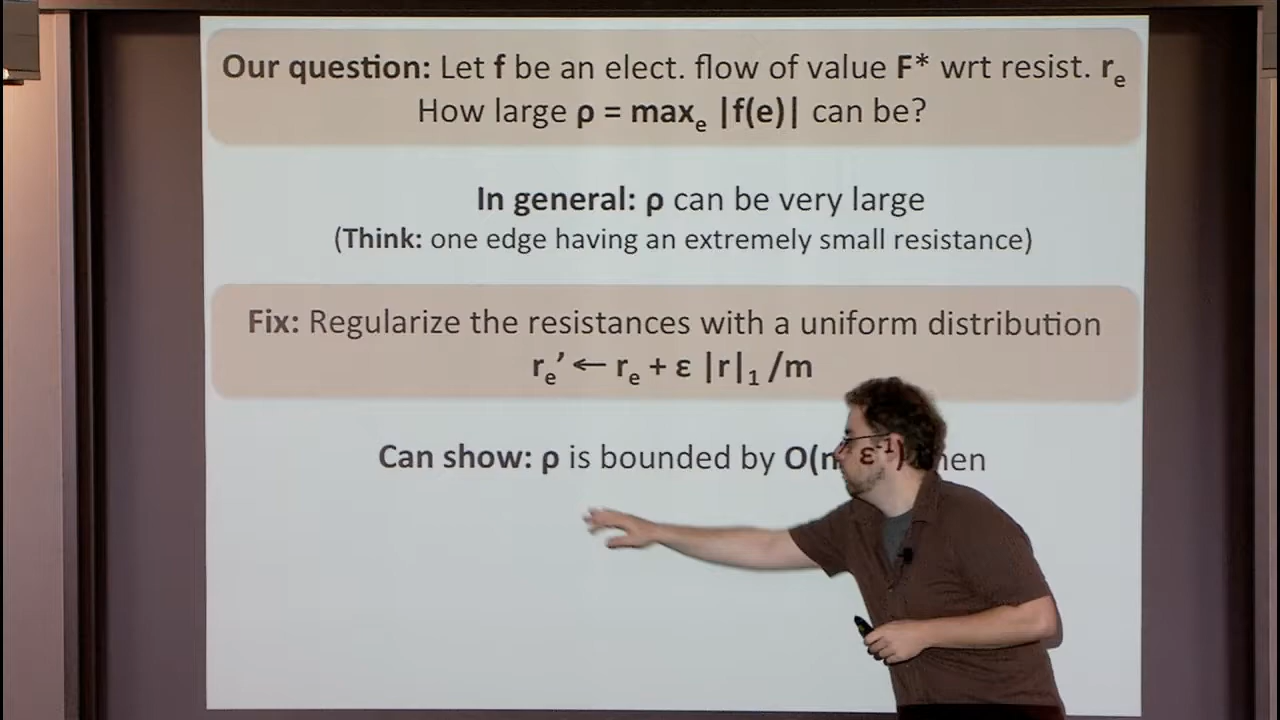 Our question: Let f be an elect. flow of value F* wrt resist. rₑ
How large ρ = maxₑ |f(e)| can be?
In general: ρ can be very large
(Think: one edge having an extremely small resistance)
Fix: Regularize the resistances with a uniform distribution
rₑ’ ← rₑ + ε |r|₁ /m
Can show: ρ is bounded by